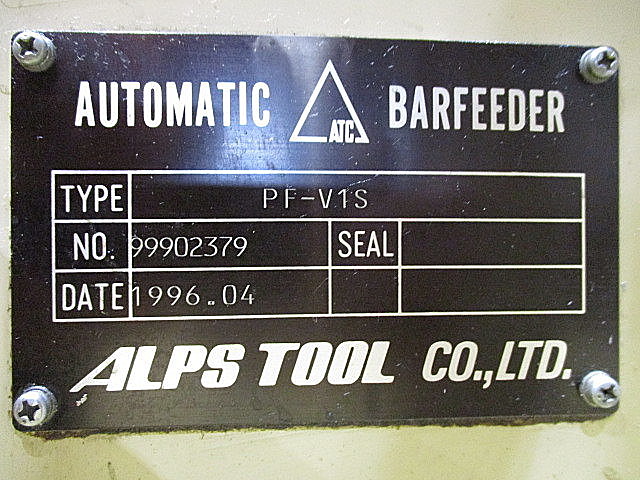 AUTOMATIC ATC BARFEEDER
TYPE PF-V1S
NO. 99902379 SEAL
DATE 1996.04
ALPS TOOL CO.,LTD.